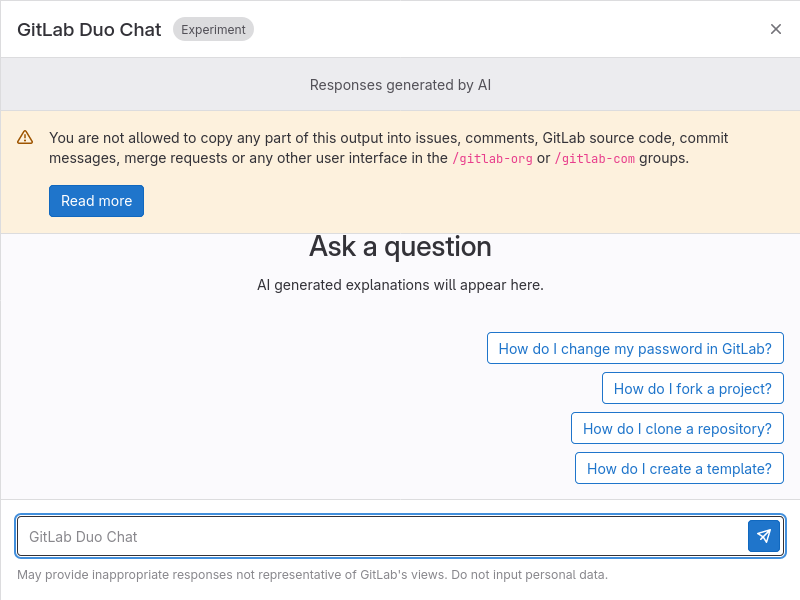 GitLab Duo Chat Experiment
Responses generated by AI
You are not allowed to copy any part of this output into issues, comments, GitLab source code, commit
messages, merge requests or any other user interface in the /gitlab-org or /gitlab-com groups.
Read more
Ask a question
AI generated explanations will appear here.
How do I change my password in GitLab?
How do I fork a project?
How do I clone a repository?
How do I create a template?
GitLab Duo Chat
May provide inappropriate responses not representative of GitLab's views. Do not input personal data.